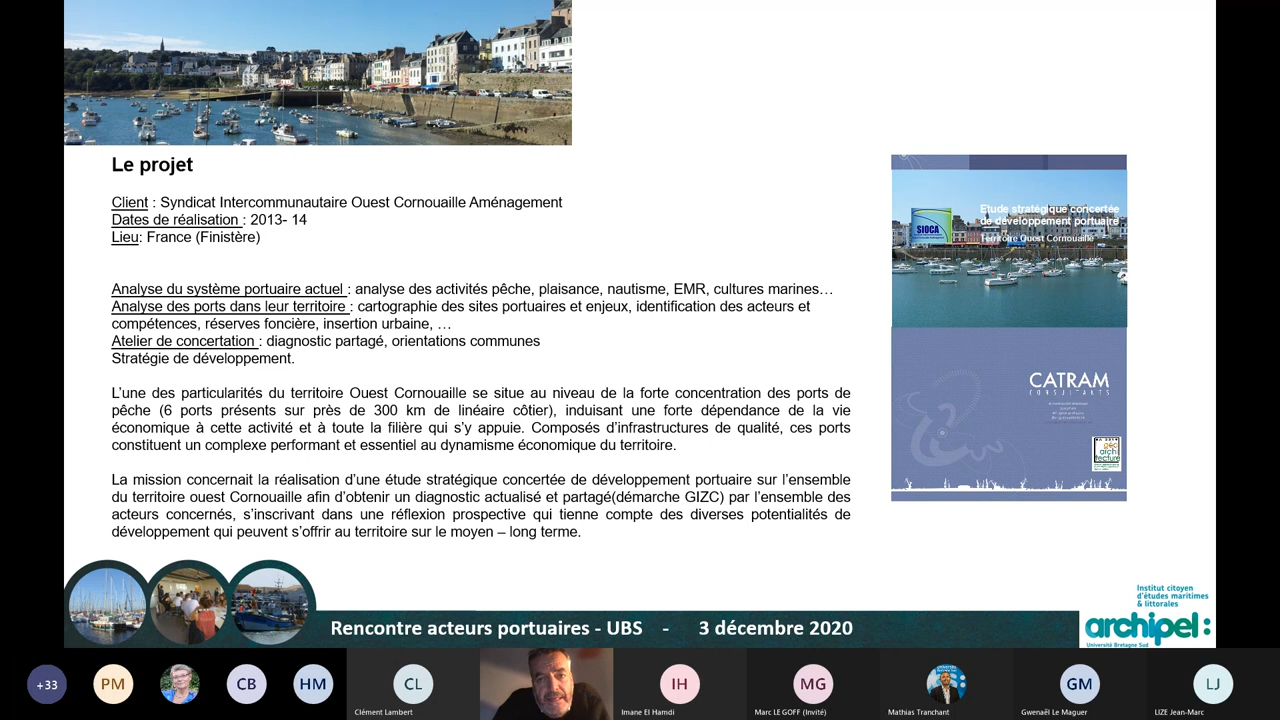 Le projet
Client : Syndicat Intercommunautaire Ouest Cornouaille Aménagement
Dates de réalisation : 2013- 14
Lieu: France (Finistère)
Analyse du système portuaire actuel : analyse des activités pêche, plaisance, nautisme, EMR, cultures marines…
Analyse des ports dans leur territoire : cartographie des sites portuaires et enjeux, identification des acteurs et
compétences, réserves foncière, insertion urbaine, …
Atelier de concertation : diagnostic partagé, orientations communes
Stratégie de développement.
L’une des particularités du territoire Ouest Cornouaille se situe au niveau de la forte concentration des ports de
pêche (6 ports présents sur près de 300 km de linéaire côtier), induisant une forte dépendance de la vie
économique à cette activité et à toute la filière qui s’y appuie. Composés d’infrastructures de qualité, ces ports
constituent un complexe performant et essentiel au dynamisme économique du territoire.
La mission concernait la réalisation d’une étude stratégique concertée de développement portuaire sur l’ensemble
du territoire ouest Cornouaille afin d’obtenir un diagnostic actualisé et partagé(démarche GIZC) par l’ensemble des
acteurs concernés, s’inscrivant dans une réflexion prospective qui tienne compte des diverses potentialités de
développement qui peuvent s’offrir au territoire sur le moyen – long terme.
Etude stratégique concertée
de développement portuaire
Territoire Ouest Cornouaille
SIOCA
CATRAM
CONSULTANTS
géo
archi
tecture
Rencontre acteurs portuaires - UBS - 3 décembre 2020
Institut citoyen
d'études maritimes
& littorales
archipel:
Université Bretagne Sud
+33
PM
CB
HM
CL
IH
MG
GM
LJ
Clément Lambert
Imane El Hamdi
Marc LE GOFF (Invité)
Mathias Tranchant
Gwenaël Le Maguer
LIZE Jean-Marc